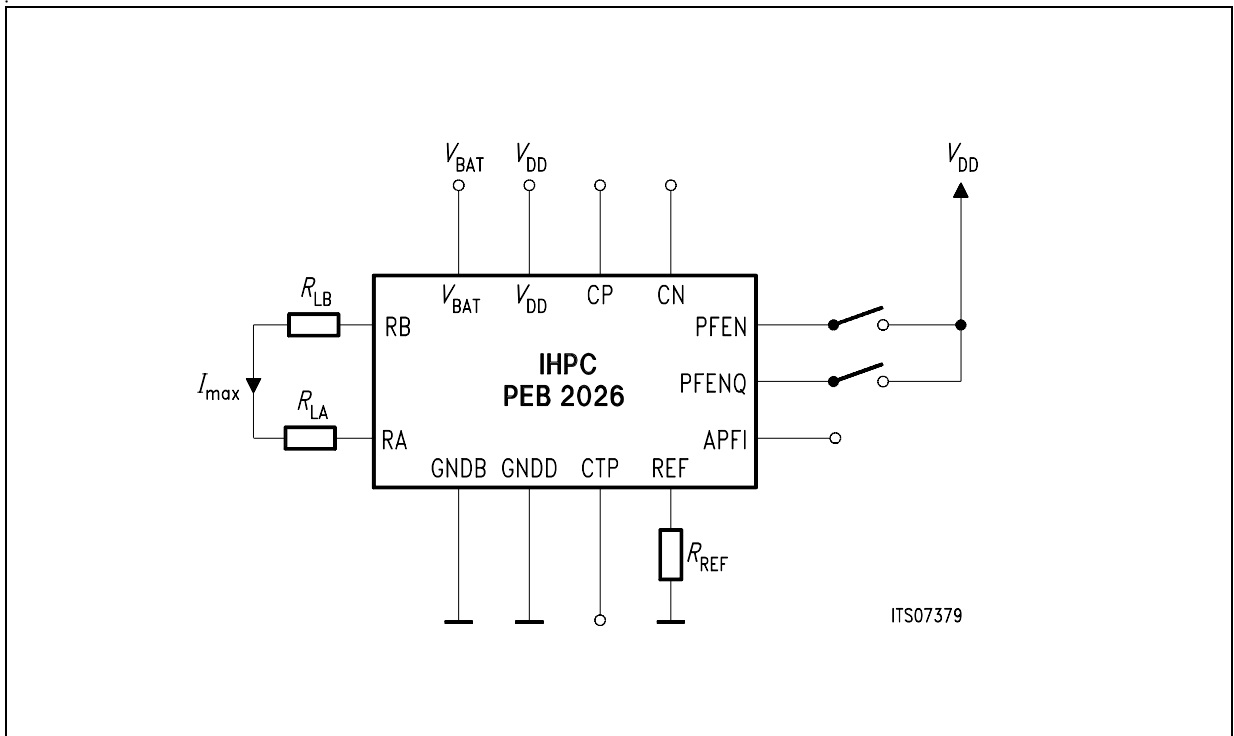 VBAT VDD VDD
RLB VBAT VDD CP CN
RB PFEN
IHPC
PFENQ
Imax PEB 2026
RLA
RA APFI
GNDB GNDD CTP REF
RREF
ITS07379